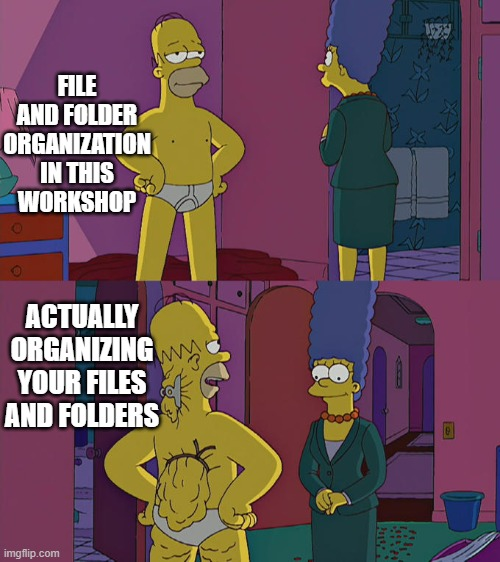 FILE
AND FOLDER
ORGANIZATION
IN THIS
WORKSHOP
ACTUALLY
ORGANIZING
YOUR FILES
AND FOLDERS
imgflip.com